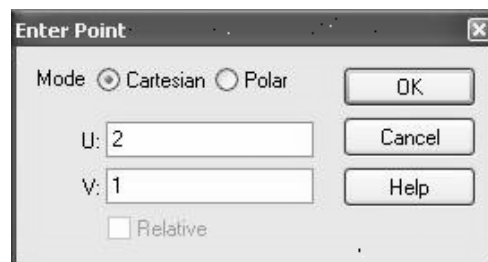 Enter Point
Mode Cartesian Polar OK
U: 2 Cancel
V: 1 Help
Relative